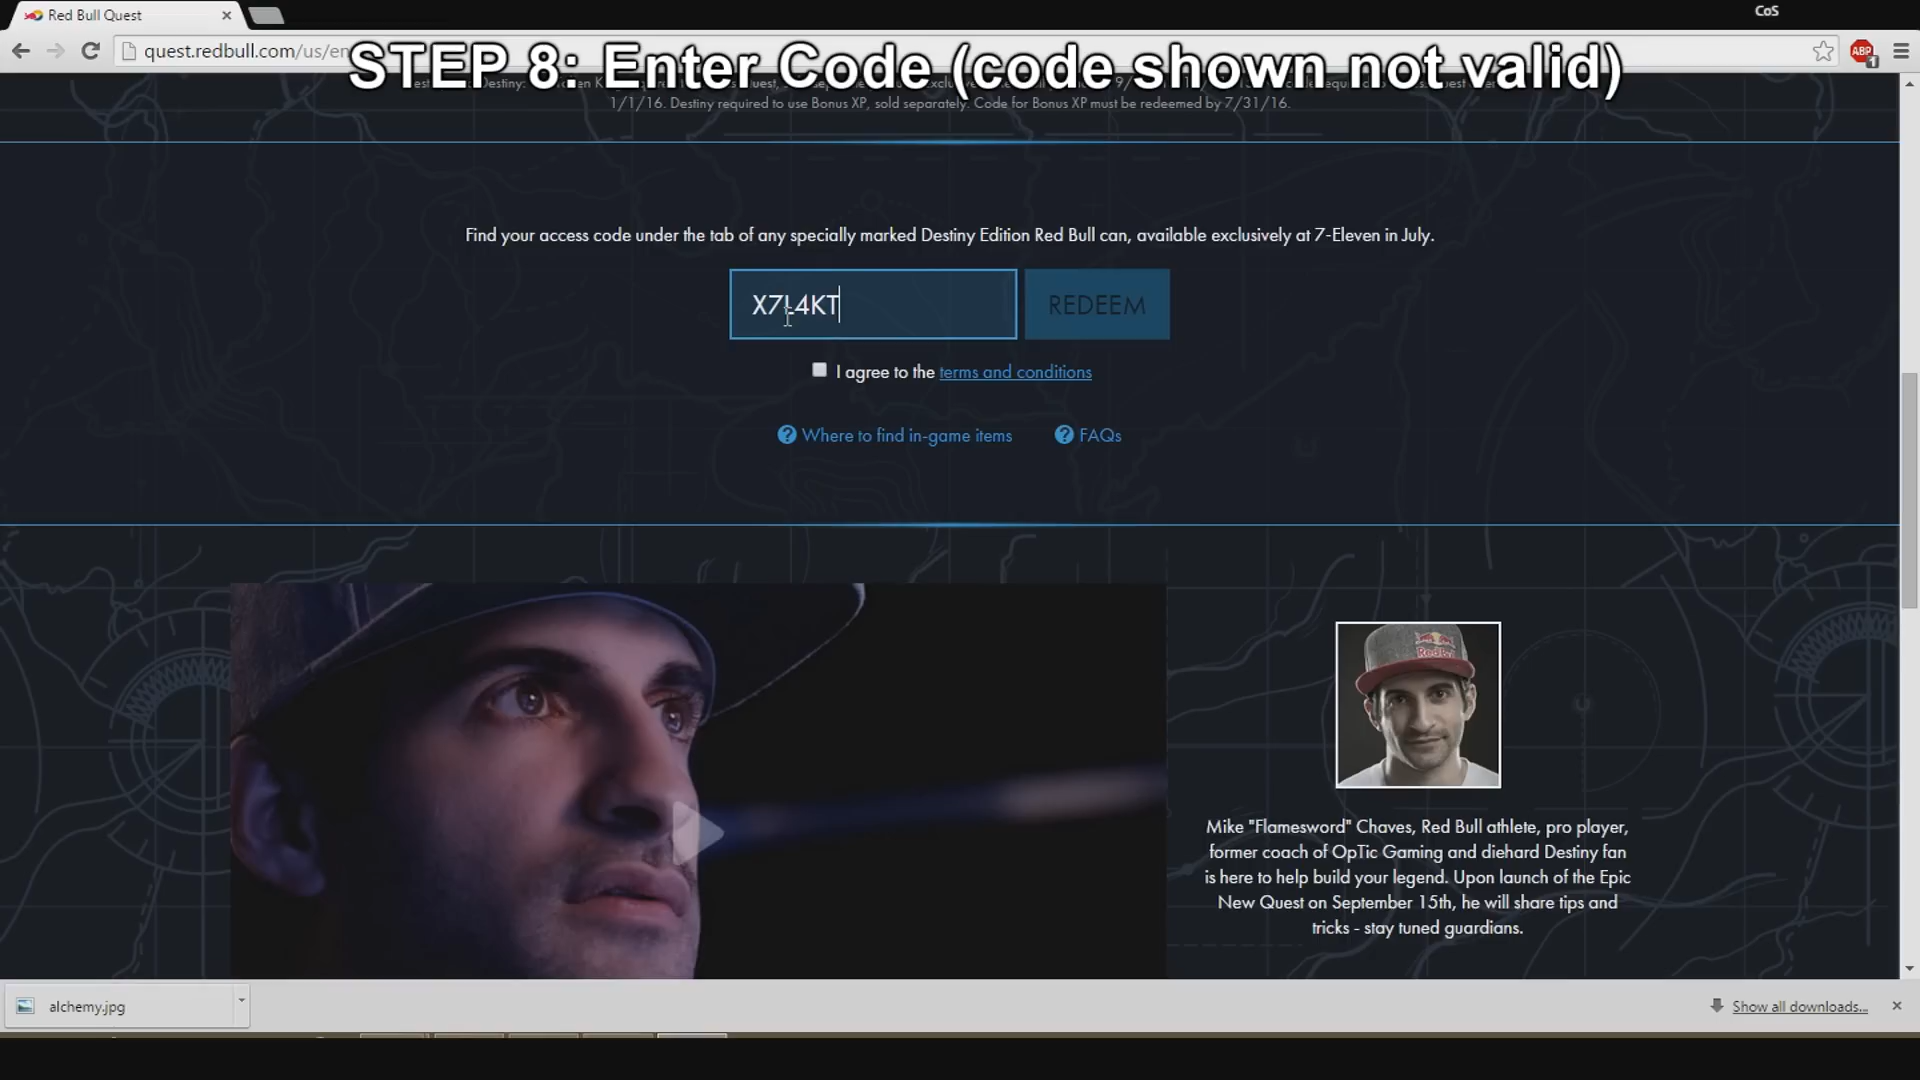 Red Bull Quest
CoS
quest.redbull.com/us/en
STEP 8: Enter Code (code shown not valid)
1/1/16. Destiny required to use Bonus XP, sold separately. Code for Bonus XP must be redeemed by 7/31/16.
Find your access code under the tab of any specially marked Destiny Edition Red Bull can, available exclusively at 7-Eleven in July.
X7L4KT
REDEEM
I agree to the terms and conditions
Where to find in-game items
FAQs
Mike "Flamesword" Chaves, Red Bull athlete, pro player,
former coach of OpTic Gaming and diehard Destiny fan
is here to help build your legend. Upon launch of the Epic
New Quest on September 15th, he will share tips and
tricks - stay tuned guardians.
alchemy.jpg
Show all downloads...
ABP
1
Red Bull